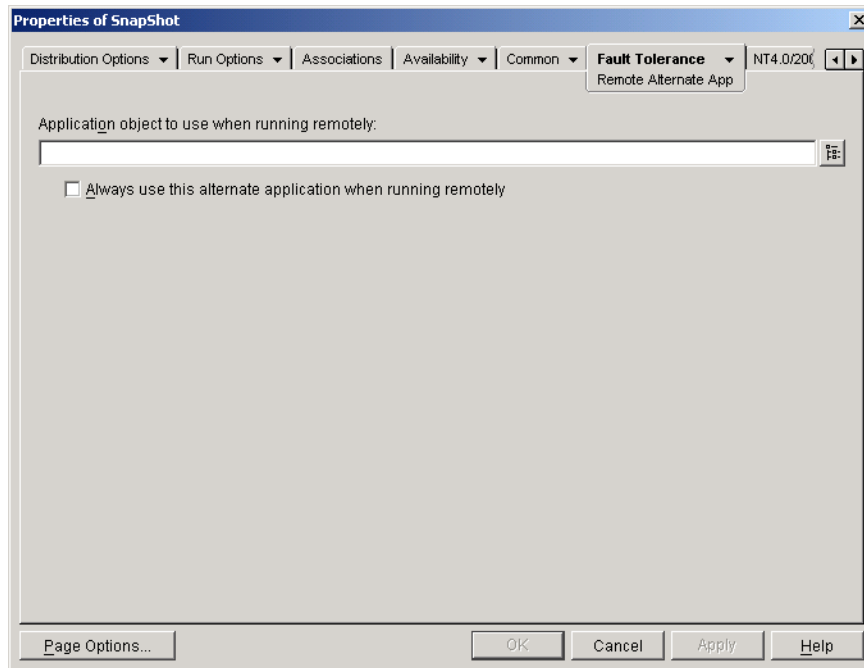 Properties of SnapShot
Distribution Options Run Options Associations Availability Common Fault Tolerance
Remote Alternate App
Application object to use when running remotely:
Always use this alternate application when running remotely
Page Options... OK Cancel Apply Help